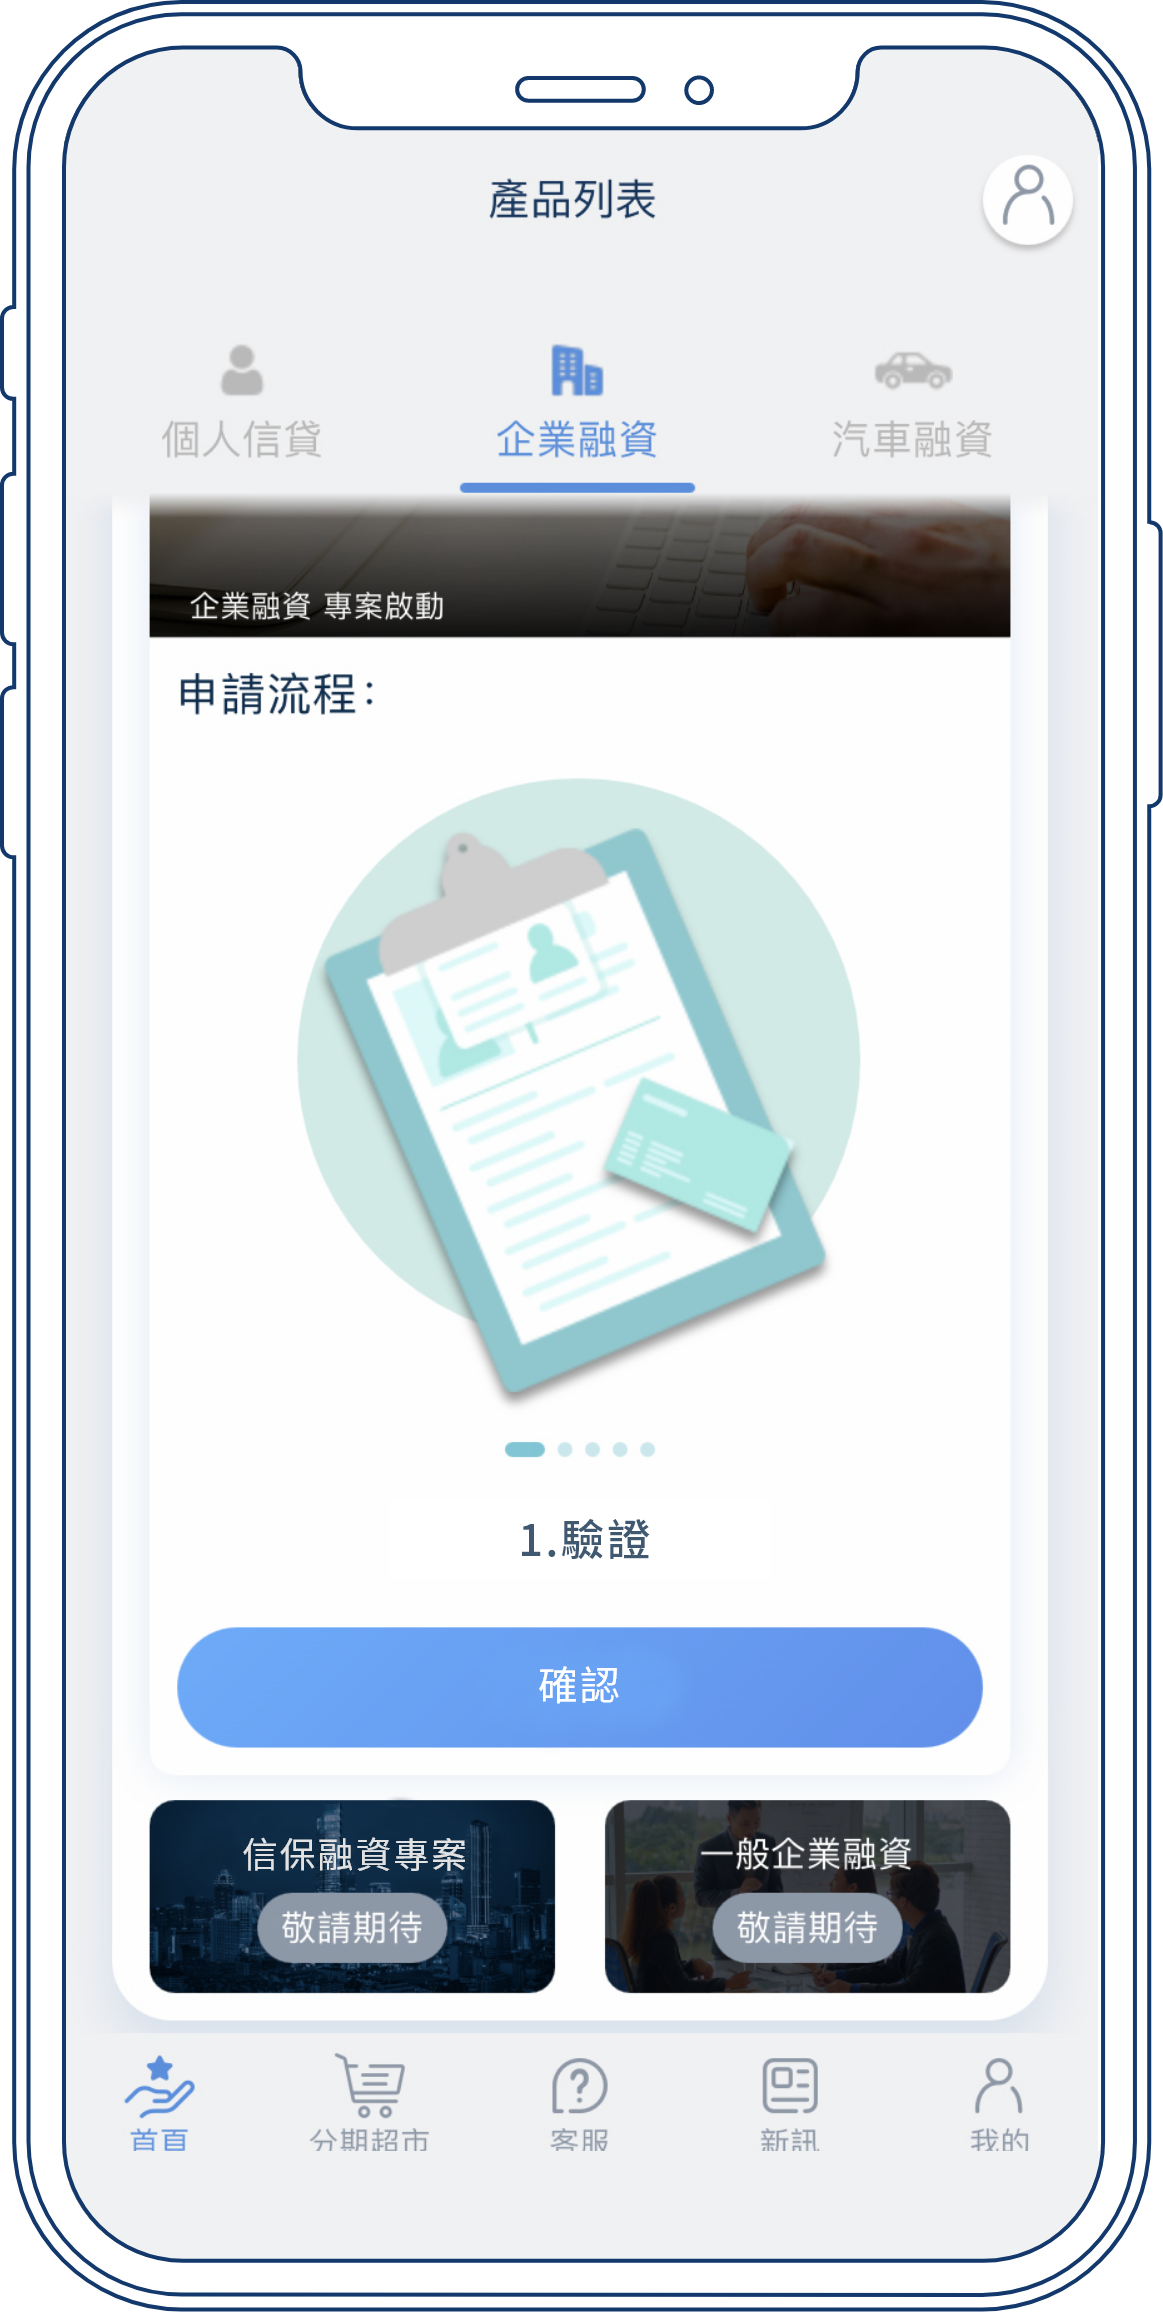 產品列表
個人信貸
企業融資
汽車融資
企業融資 專案啟動
申請流程：
1.驗證
確認
信保融資專案
敬請期待
一般企業融資
敬請期待
首頁
分期超市
客服
新訊
我的